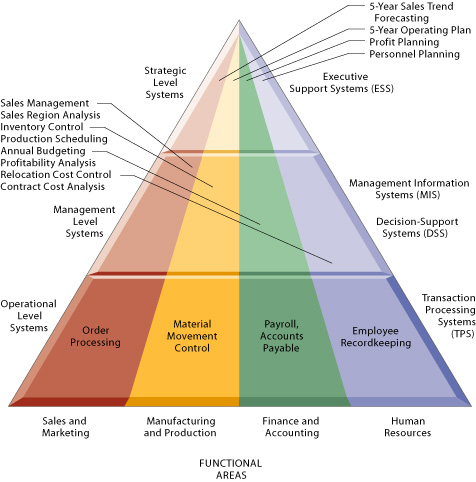 5-Year Sales Trend
Forecasting
5-Year Operating Plan
Profit Planning
Personnel Planning
Strategic
Level
Systems
Executive
Support Systems (ESS)
Sales Management
Sales Region Analysis
Inventory Control
Production Scheduling
Annual Budgeting
Profitability Analysis
Relocation Cost Control
Contract Cost Analysis
Management Information
Systems (MIS)
Management
Level
Systems
Decision-Support
Systems (DSS)
Operational
Level
Systems
Transaction
Processing
Systems
(TPS)
Order
Processing
Material
Movement
Control
Payroll,
Accounts
Payable
Employee
Recordkeeping
Sales and
Marketing
Manufacturing
and Production
Finance and
Accounting
Human
Resources
FUNCTIONAL
AREAS